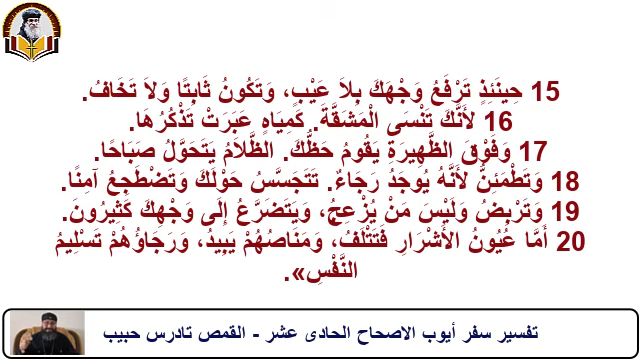 15 حِينَئِذٍ تَرْفَعُ وَجْهَكَ بِلاَ عَيْبٍ، وَتَكُونُ ثَابِتًا وَلاَ تَخَافُ.
16 لأَنَّكَ تَنْسَى الْمَشَقَّةَ. كَمِيَاهٍ عَبَرَتْ تَذْكُرُهَا.
17 وَفَوْقَ الظَّهِيرَةِ يَقُومُ حَظُّكَ. الظَّلاَمُ يَتَحَوَّلُ صَبَاحًا.
18 وَتَطْمَئِنُّ لأَنَّهُ يُوجَدُ رَجَاءٌ. تَتَجَسَّسُ حَوْلَكَ وَتَضْطَجِعُ آمِنًا.
19 وَتَرْبِضُ وَلَيْسَ مَنْ يُزْعِجُ، وَيَتَضَرَّعُ إِلَى وَجْهِكَ كَثِيرُونَ.
20 أَمَّا عُيُونُ الأَشْرَارِ فَتَتْلَفُ، وَمَنَاصُهُمْ يَبِيدُ، وَرَجَاؤُهُمْ تَسْلِيمُ
النَّفْسِ».
تفسير سفر أيوب الاصحاح الحادى عشر - القمص تادرس حبيب